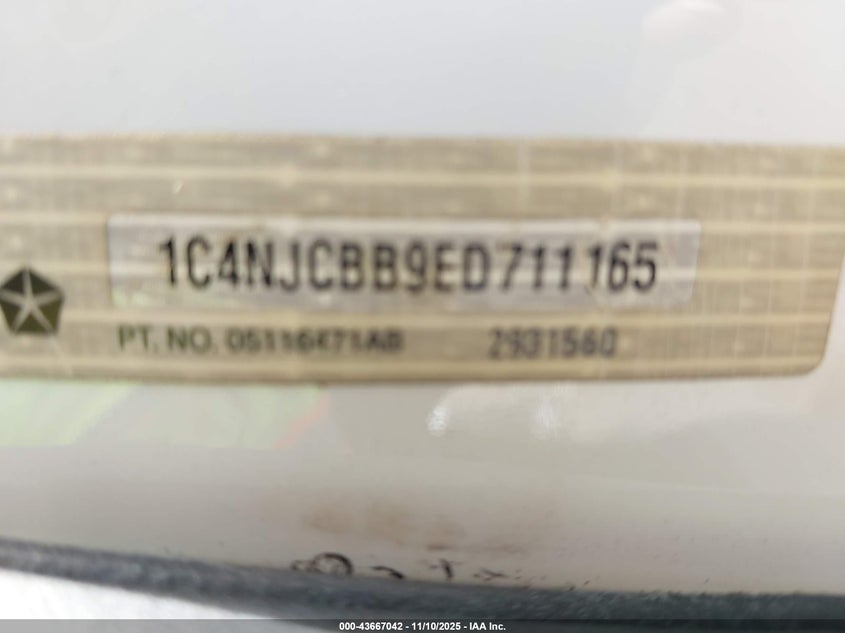 1C4NJCBB9ED711165
PT. NO. 05116471AB 2931560
000-43667042 - 11/10/2025 - IAA Inc.